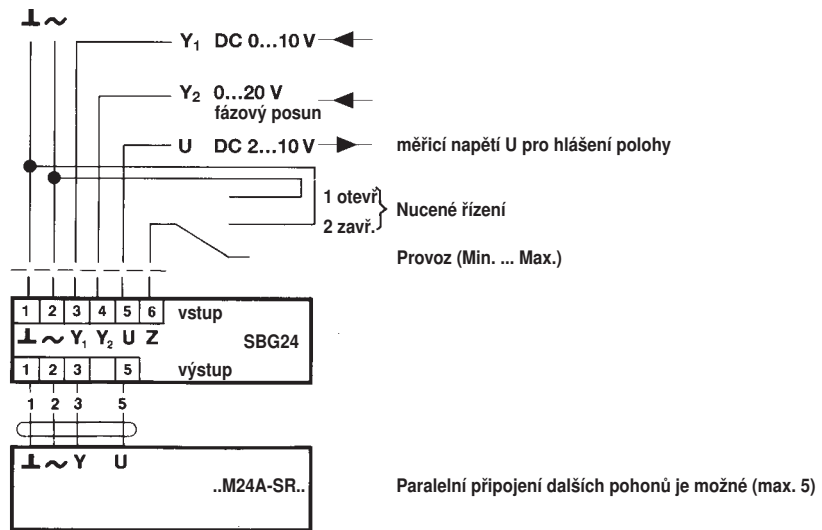 ⊥ ~
Y₁ DC 0...10 V
Y₂ 0...20 V
fázový posun
U DC 2...10 V
měřicí napětí U pro hlášení polohy
1 otevř.
2 zavř.
Nucené řízení
Provoz (Min. ... Max.)
1 2 3 4 5 6 vstup
⊥ ~ Y₁ Y₂ U Z SBG24
1 2 3 5 výstup
1 2 3 5
⊥ ~ Y U
..M24A-SR..
Paralelní připojení dalších pohonů je možné (max. 5)